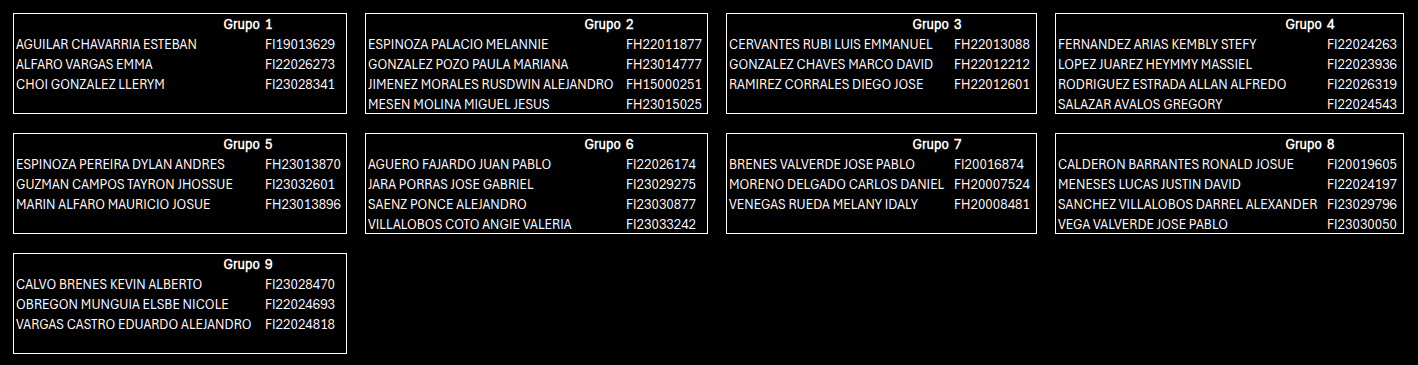 Grupo 1
AGUILAR CHAVARRIA ESTEBAN FI19013629
ALFARO VARGAS EMMA FI22026273
CHOI GONZALEZ LLERYM FI23028341
Grupo 2
ESPINOZA PALACIO MELANNIE FH22011877
GONZALEZ POZO PAULA MARIANA FH23014777
JIMENEZ MORALES RUSDWIN ALEJANDRO FH15000251
MESEN MOLINA MIGUEL JESUS FH23015025
Grupo 3
CERVANTES RUBI LUIS EMMANUEL FH22013088
GONZALEZ CHAVES MARCO DAVID FH22012212
RAMIREZ CORRALES DIEGO JOSE FH22012601
Grupo 4
FERNANDEZ ARIAS KEMBLY STEFY FI22024263
LOPEZ JUAREZ HEYMMY MASSIEL FI22023936
RODRIGUEZ ESTRADA ALLAN ALFREDO FI22026319
SALAZAR AVALOS GREGORY FI22024543
Grupo 5
ESPINOZA PEREIRA DYLAN ANDRES FH23013870
GUZMAN CAMPOS TAYRON JHOSSUE FI23032601
MARIN ALFARO MAURICIO JOSUE FH23013896
Grupo 6
AGUERO FAJARDO JUAN PABLO FI22026174
JARA PORRAS JOSE GABRIEL FI23029275
SAENZ PONCE ALEJANDRO FI23030877
VILLALOBOS COTO ANGIE VALERIA FI23033242
Grupo 7
BRENES VALVERDE JOSE PABLO FI20016874
MORENO DELGADO CARLOS DANIEL FH20007524
VENEGAS RUEDA MELANY IDALY FH20008481
Grupo 8
CALDERON BARRANTES RONALD JOSUE FI20019605
MENESES LUCAS JUSTIN DAVID FI22024197
SANCHEZ VILLALOBOS DARREL ALEXANDER FI23029796
VEGA VALVERDE JOSE PABLO FI23030050
Grupo 9
CALVO BRENES KEVIN ALBERTO FI23028470
OBREGON MUNGUIA ELSBE NICOLE FI22024693
VARGAS CASTRO EDUARDO ALEJANDRO FI22024818